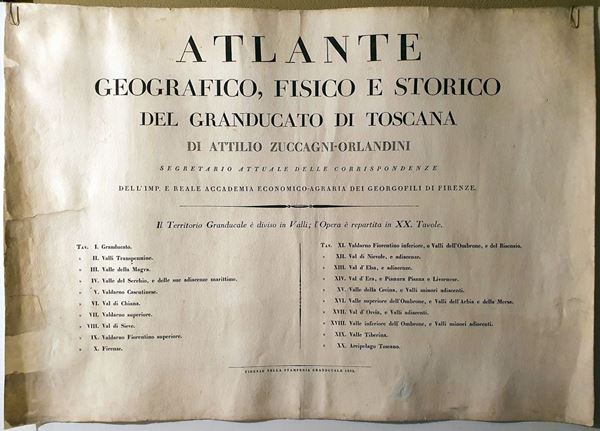 ATLANTE
GEOGRAFICO, FISICO E STORICO
DEL GRANDUCATO DI TOSCANA
DI ATTILIO ZUCCAGNI-ORLANDINI
SEGRETARIO ATTUALE DELLE CORRISPONDENZE
DELL'IMP. E REALE ACCADEMIA ECONOMICO-AGRARIA DEI GEORGOFILI DI FIRENZE.
Il Territorio Granducale è diviso in Valli; l'Opera è repartita in XX. Tavole.
Tav. I. Granducato.
» II. Valli Transpennine.
» III. Valle della Magra.
» IV. Valle del Serchio, e delle sue adiacenze marittime.
» V. Valdarno Casentinese.
» VI. Val di Chiana.
» VII. Valdarno superiore.
» VIII. Val di Sieve.
» IX. Valdarno Fiorentino superiore.
» X. Firenze.
Tav. XI. Valdarno Fiorentino inferiore, o Valli dell'Ombrone, e del Bisenzio.
» XII. Val di Nievole, e adiacenze.
» XIII. Val d'Elsa, e adiacenze.
» XIV. Val d'Era, e Pianura Pisana e Livornese.
» XV. Valle della Cecina, e Valli minori adiacenti.
» XVI. Valle superiore dell'Ombrone, e Valli dell'Arbia e della Merse.
» XVII. Val d'Orcia, e Valli adiacenti.
» XVIII. Valle inferiore dell'Ombrone, e Valli minori adiacenti.
» XIX. Valle Tiberina.
» XX. Arcipelago Toscano.
FIRENZE NELLA STAMPERIA GRANDUCALE 1832.